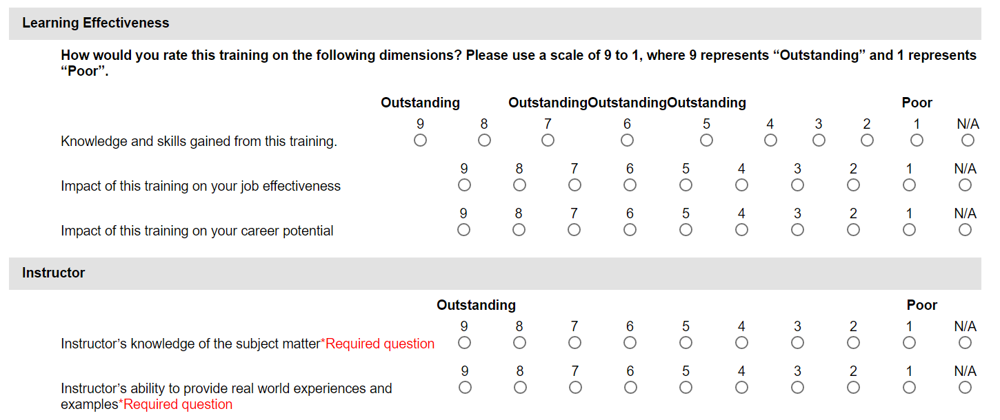 Learning Effectiveness
How would you rate this training on the following dimensions? Please use a scale of 9 to 1, where 9 represents “Outstanding” and 1 represents
“Poor”.
Outstanding OutstandingOutstandingOutstanding Poor
9 8 7 6 5 4 3 2 1 N/A
Knowledge and skills gained from this training.
9 8 7 6 5 4 3 2 1 N/A
Impact of this training on your job effectiveness
9 8 7 6 5 4 3 2 1 N/A
Impact of this training on your career potential
Instructor
Outstanding Poor
9 8 7 6 5 4 3 2 1 N/A
Instructor’s knowledge of the subject matter*Required question
9 8 7 6 5 4 3 2 1 N/A
Instructor’s ability to provide real world experiences and
examples*Required question